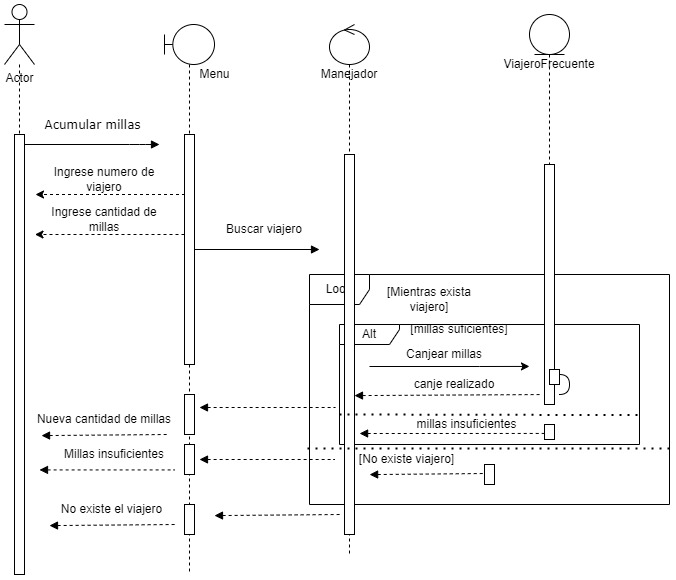 Actor
Menu
Manejador
ViajeroFrecuente
Acumular millas
Ingrese numero de
viajero
Ingrese cantidad de
millas
Buscar viajero
Loo
[Mientras exista
viajero]
Alt
[millas suficientes]
Canjear millas
canje realizado
Nueva cantidad de millas
millas insuficientes
Millas insuficientes
[No existe viajero]
No existe el viajero